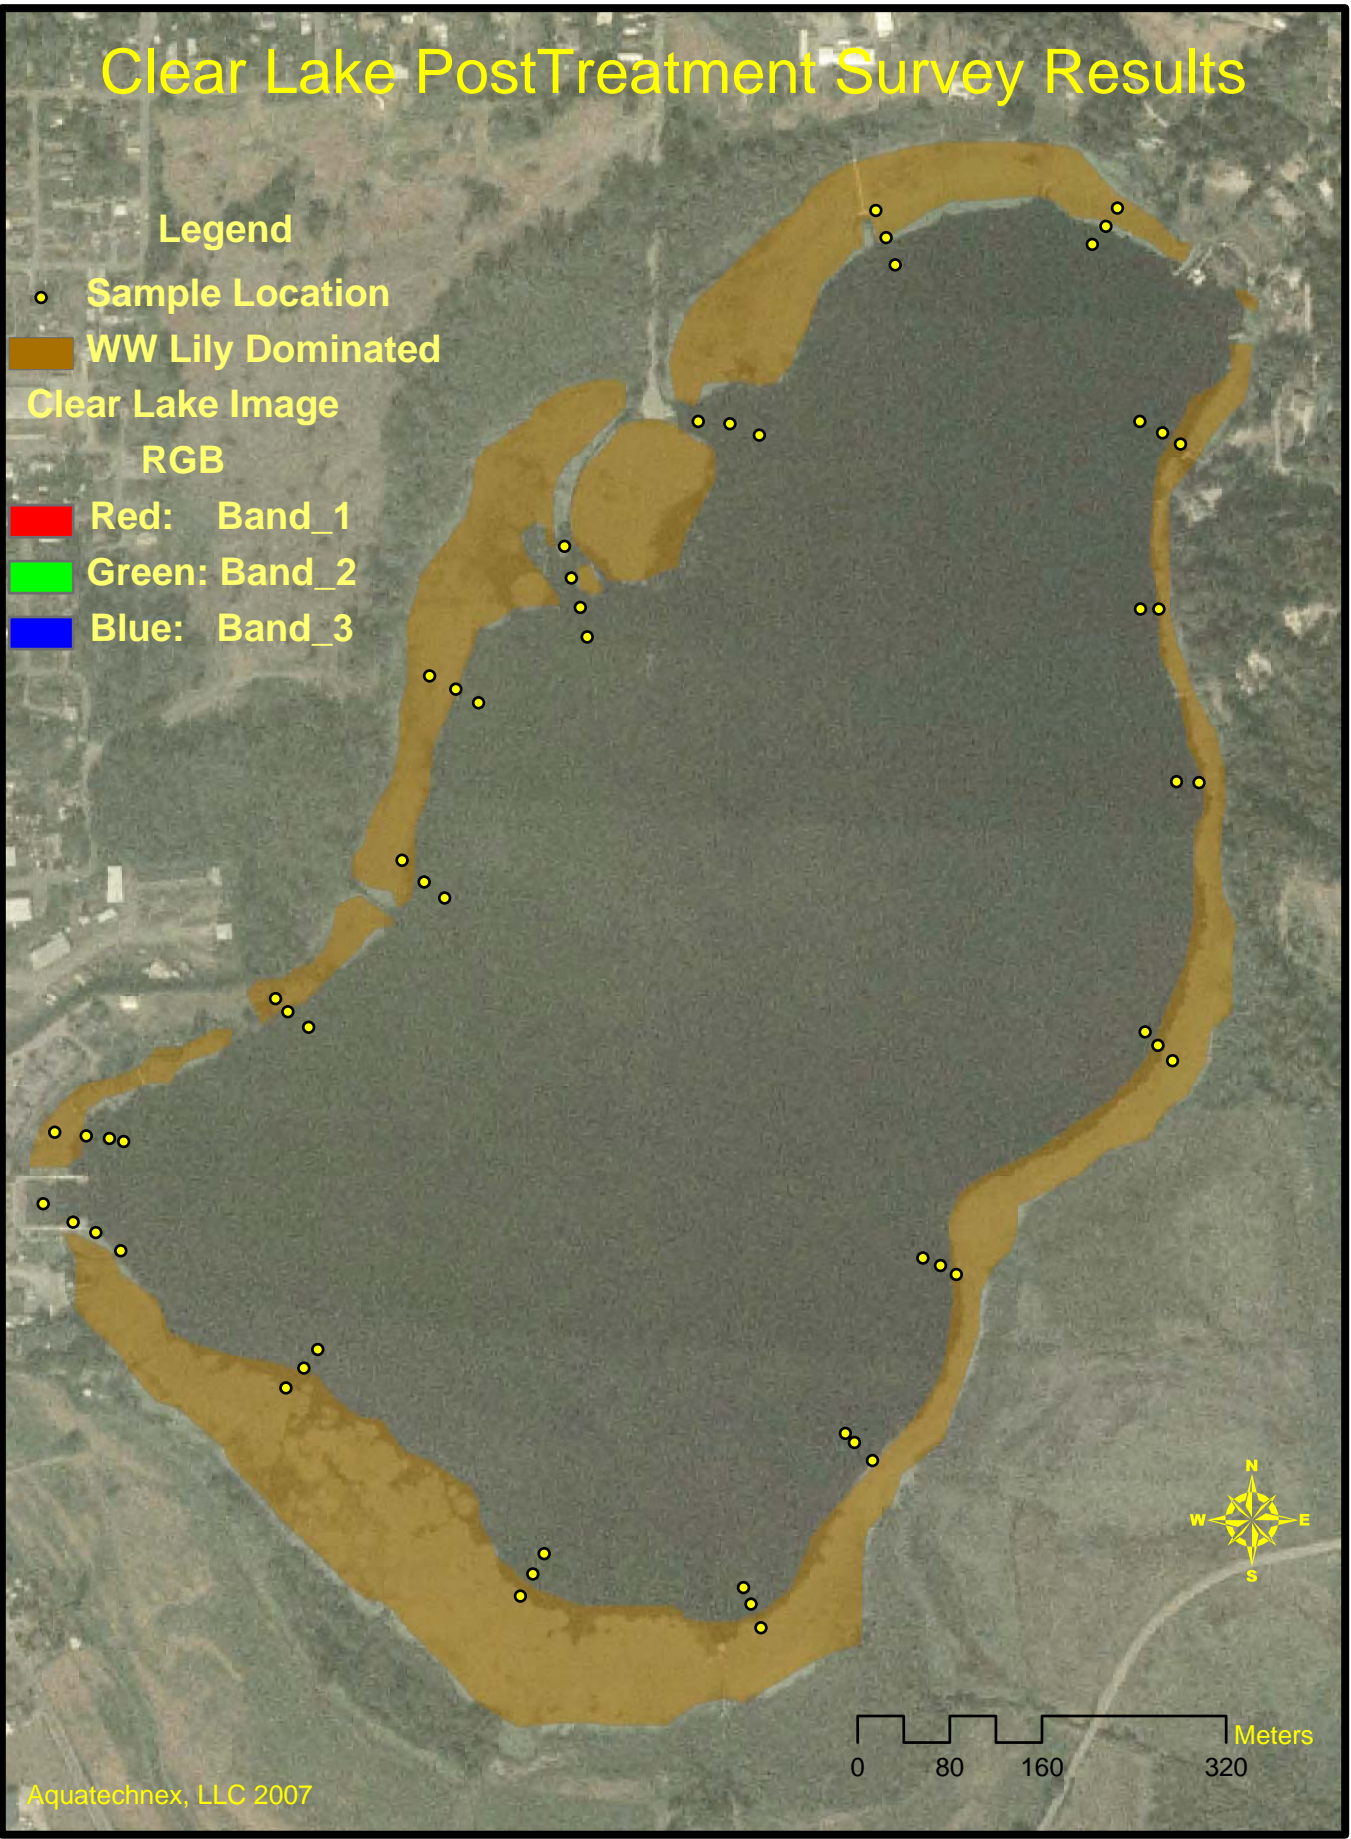 Clear Lake PostTreatment Survey Results
Legend
Sample Location
WW Lily Dominated
Clear Lake Image
RGB
Red: Band_1
Green: Band_2
Blue: Band_3
N
W E
S
Meters
0 80 160 320
Aquatechnex, LLC 2007